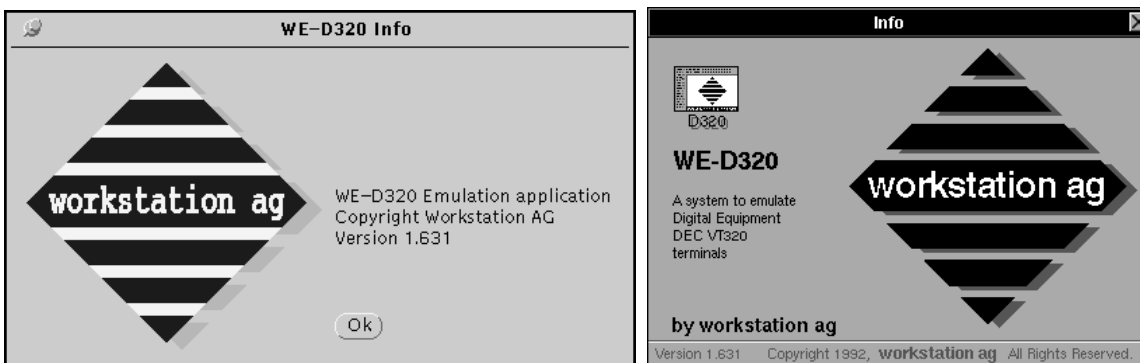 WE-D320 Info
workstation ag
WE-D320 Emulation application
Copyright Workstation AG
Version 1.631
Ok
Info
D320
WE-D320
A system to emulate
Digital Equipment
DEC VT320
terminals
workstation ag
by workstation ag
Version 1.631 Copyright 1992, workstation ag All Rights Reserved.